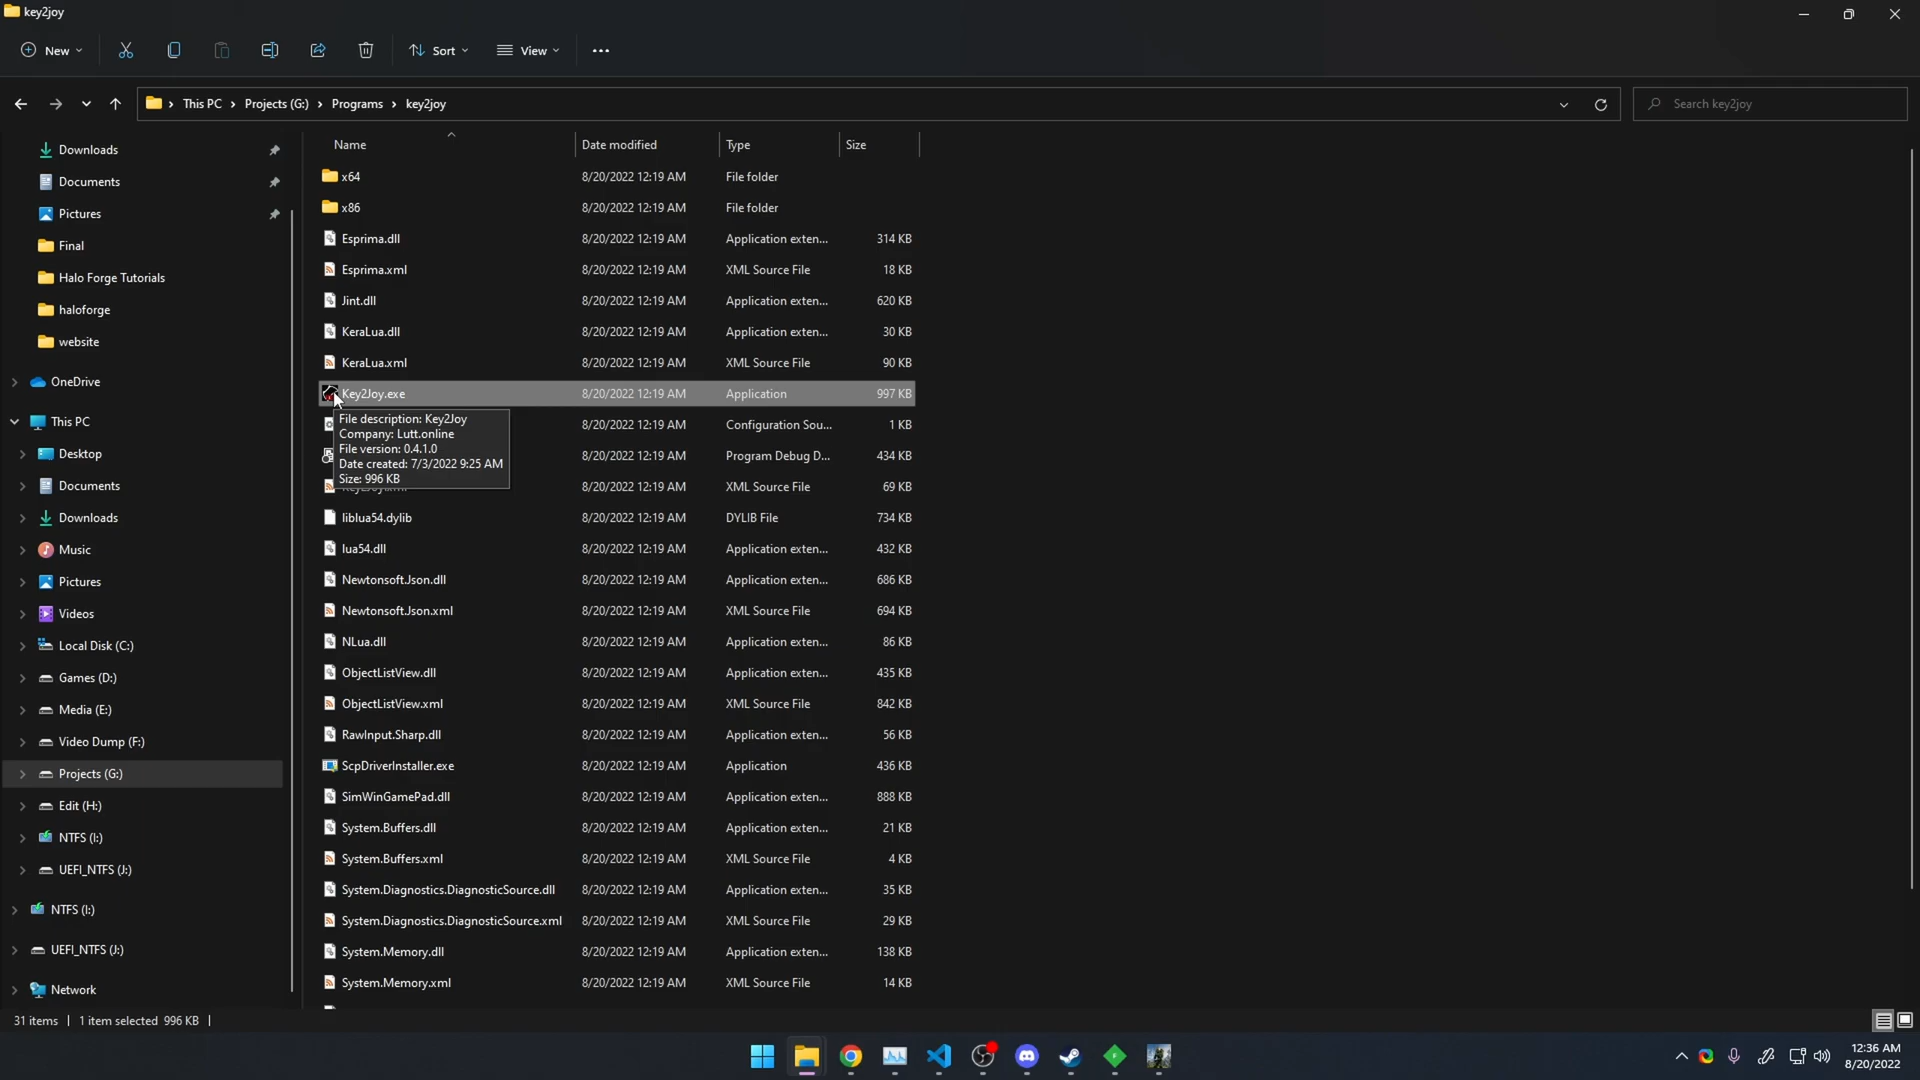 key2joy
New
Sort
View
This PC > Projects (G:) > Programs > key2joy
Search key2joy
Downloads
Documents
Pictures
Final
Halo Forge Tutorials
haloforge
website
OneDrive
This PC
Desktop
Documents
Downloads
Music
Pictures
Videos
Local Disk (C:)
Games (D:)
Media (E:)
Video Dump (F:)
Projects (G:)
Edit (H:)
NTFS (I:)
UEFI_NTFS (J:)
NTFS (I:)
UEFI_NTFS (J:)
Network
Name Date modified Type Size
x64 8/20/2022 12:19 AM File folder
x86 8/20/2022 12:19 AM File folder
Esprima.dll 8/20/2022 12:19 AM Application exten... 314 KB
Esprima.xml 8/20/2022 12:19 AM XML Source File 18 KB
Jint.dll 8/20/2022 12:19 AM Application exten... 620 KB
KeraLua.dll 8/20/2022 12:19 AM Application exten... 30 KB
KeraLua.xml 8/20/2022 12:19 AM XML Source File 90 KB
Key2Joy.exe 8/20/2022 12:19 AM Application 997 KB
8/20/2022 12:19 AM Configuration Sou... 1 KB
8/20/2022 12:19 AM Program Debug D... 434 KB
8/20/2022 12:19 AM XML Source File 69 KB
File description: Key2Joy
Company: Lutt.online
File version: 0.4.1.0
Date created: 7/3/2022 9:25 AM
Size: 996 KB
liblua54.dylib 8/20/2022 12:19 AM DYLIB File 734 KB
lua54.dll 8/20/2022 12:19 AM Application exten... 432 KB
Newtonsoft.Json.dll 8/20/2022 12:19 AM Application exten... 686 KB
Newtonsoft.Json.xml 8/20/2022 12:19 AM XML Source File 694 KB
NLua.dll 8/20/2022 12:19 AM Application exten... 86 KB
ObjectListView.dll 8/20/2022 12:19 AM Application exten... 435 KB
ObjectListView.xml 8/20/2022 12:19 AM XML Source File 842 KB
RawInput.Sharp.dll 8/20/2022 12:19 AM Application exten... 56 KB
ScpDriverInstaller.exe 8/20/2022 12:19 AM Application 436 KB
SimWinGamePad.dll 8/20/2022 12:19 AM Application exten... 888 KB
System.Buffers.dll 8/20/2022 12:19 AM Application exten... 21 KB
System.Buffers.xml 8/20/2022 12:19 AM XML Source File 4 KB
System.Diagnostics.DiagnosticSource.dll 8/20/2022 12:19 AM Application exten... 35 KB
System.Diagnostics.DiagnosticSource.xml 8/20/2022 12:19 AM XML Source File 29 KB
System.Memory.dll 8/20/2022 12:19 AM Application exten... 138 KB
System.Memory.xml 8/20/2022 12:19 AM XML Source File 14 KB
31 items | 1 item selected 996 KB |
12:36 AM
8/20/2022